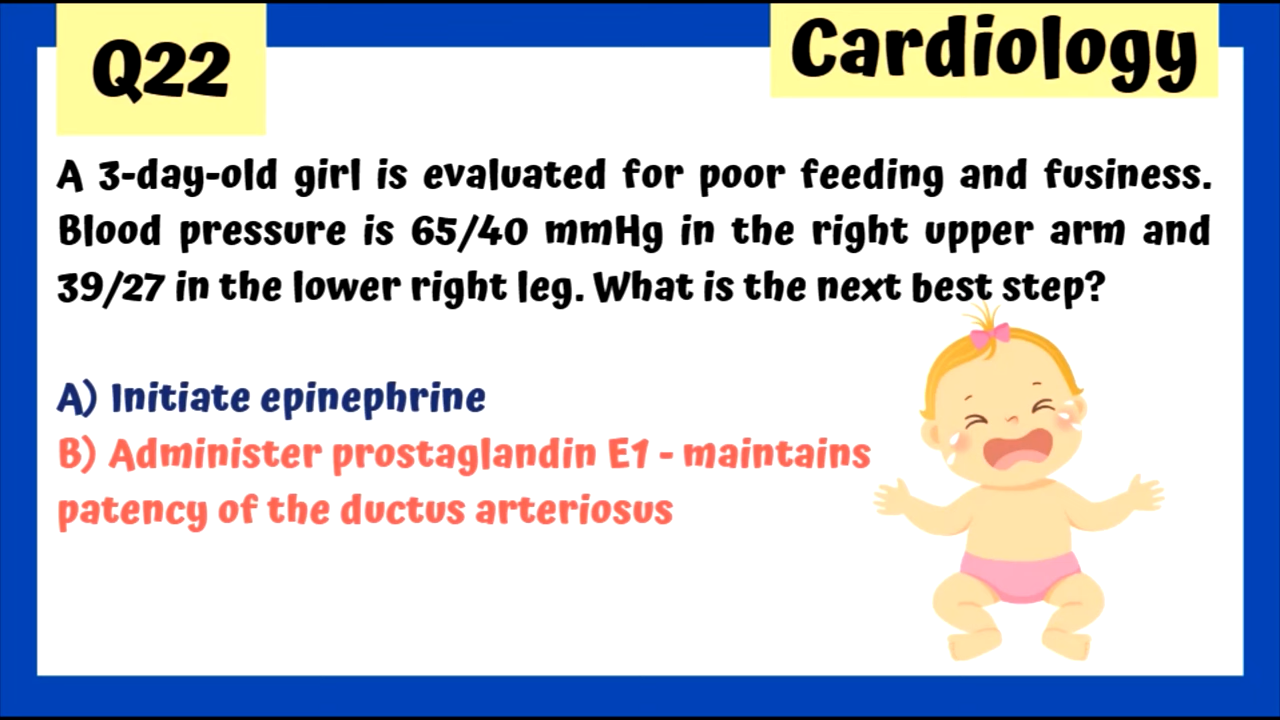 Q22
Cardiology
A 3-day-old girl is evaluated for poor feeding and fusiness.
Blood pressure is 65/40 mmHg in the right upper arm and
39/27 in the lower right leg. What is the next best step?
A) Initiate epinephrine
B) Administer prostaglandin E1 - maintains
patency of the ductus arteriosus